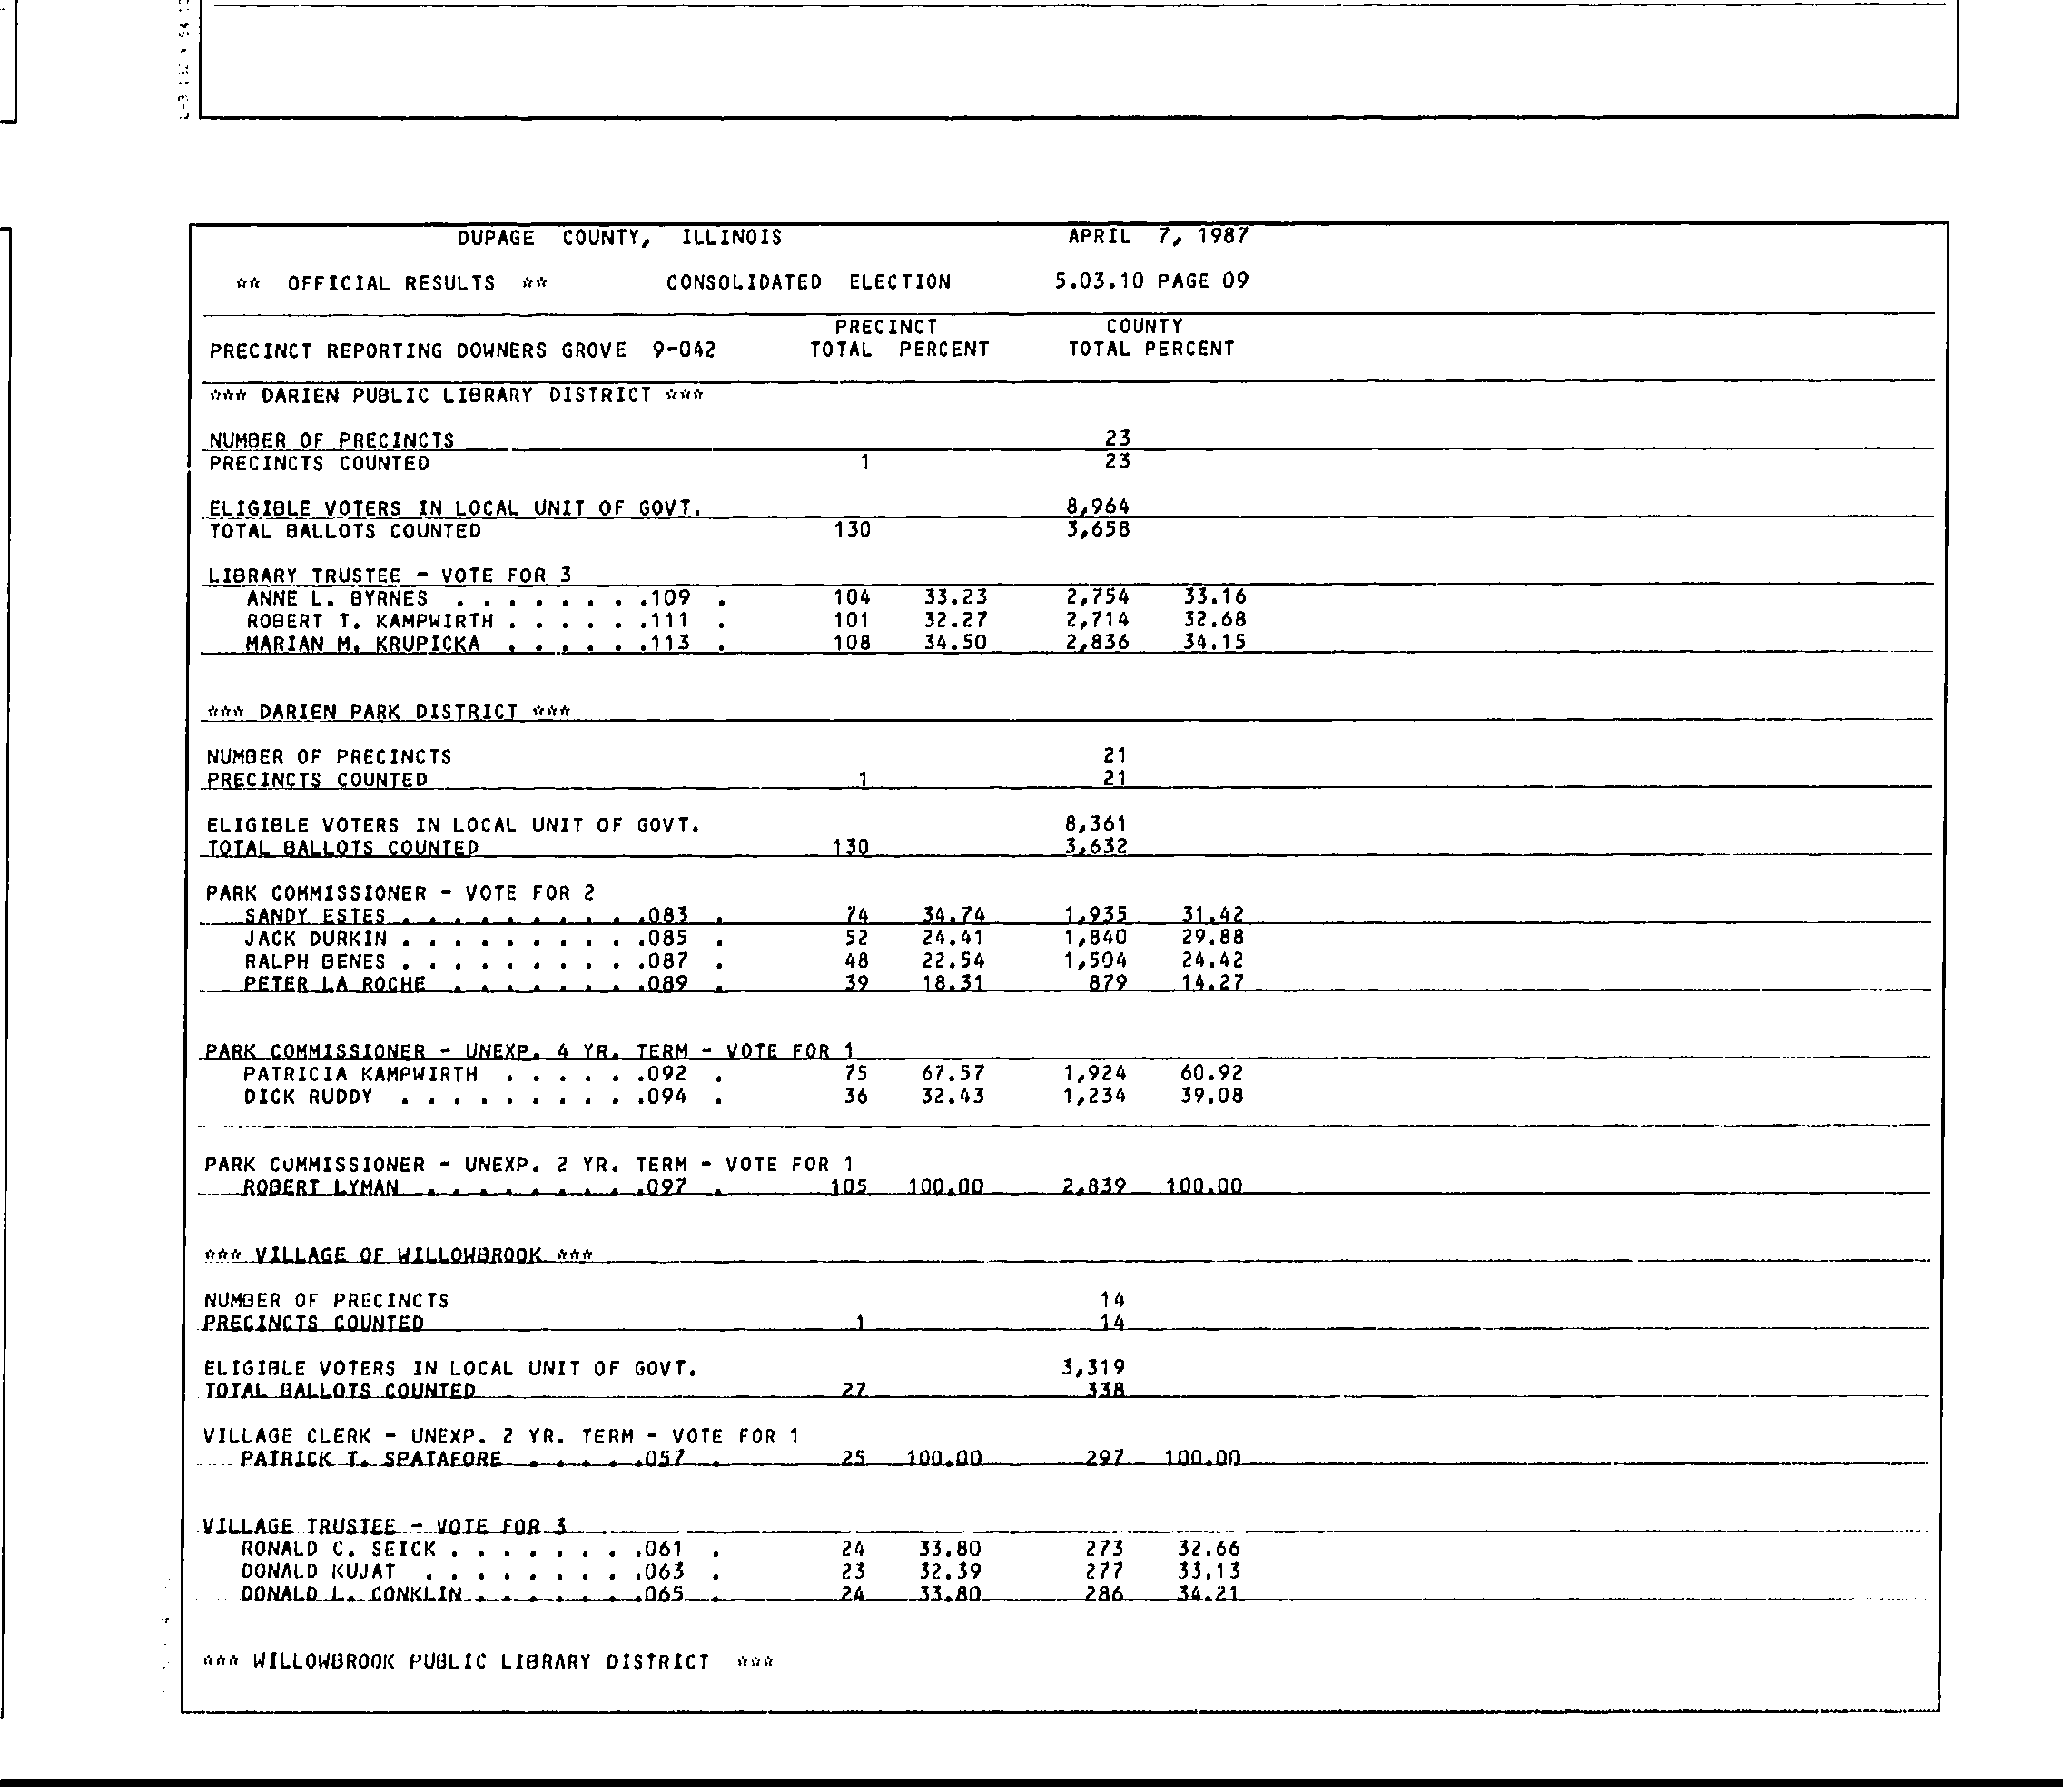 DUPAGE COUNTY, ILLINOIS APRIL 7, 1987
** OFFICIAL RESULTS ** CONSOLIDATED ELECTION 5.03.10 PAGE 09
PRECINCT COUNTY
PRECINCT REPORTING DOWNERS GROVE 9-042 TOTAL PERCENT TOTAL PERCENT
*** DARIEN PUBLIC LIBRARY DISTRICT ***
NUMBER OF PRECINCTS 23
PRECINCTS COUNTED 1 23
ELIGIBLE VOTERS IN LOCAL UNIT OF GOVT. 8,964
TOTAL BALLOTS COUNTED 130 3,658
LIBRARY TRUSTEE - VOTE FOR 3
ANNE L. BYRNES . . . . . . . .109 . 104 33.23 2,754 33.16
ROBERT T. KAMPWIRTH . . . . . .111 . 101 32.27 2,714 32.68
MARIAN M. KRUPICKA . . . . . .113 . 108 34.50 2,836 34.15
*** DARIEN PARK DISTRICT ***
NUMBER OF PRECINCTS 21
PRECINCTS COUNTED 1 21
ELIGIBLE VOTERS IN LOCAL UNIT OF GOVT. 8,361
TOTAL BALLOTS COUNTED 130 3,632
PARK COMMISSIONER - VOTE FOR 2
SANDY ESTES . . . . . . . . . .083 . 74 34.74 1,935 31.42
JACK DURKIN . . . . . . . . . .085 . 52 24.41 1,840 29.88
RALPH BENES . . . . . . . . . .087 . 48 22.54 1,504 24.42
PETER LA ROCHE . . . . . . . .089 . 39 18.31 879 14.27
PARK COMMISSIONER - UNEXP. 4 YR. TERM - VOTE FOR 1
PATRICIA KAMPWIRTH . . . . . .092 . 75 67.57 1,924 60.92
DICK RUDDY . . . . . . . . . .094 . 36 32.43 1,234 39.08
PARK COMMISSIONER - UNEXP. 2 YR. TERM - VOTE FOR 1
ROBERT LYMAN . . . . . . . . .097 . 105 100.00 2,839 100.00
*** VILLAGE OF WILLOWBROOK ***
NUMBER OF PRECINCTS 14
PRECINCTS COUNTED 1 14
ELIGIBLE VOTERS IN LOCAL UNIT OF GOVT. 3,319
TOTAL BALLOTS COUNTED 27 338
VILLAGE CLERK - UNEXP. 2 YR. TERM - VOTE FOR 1
PATRICK T. SPATAFORE . . . . .057 . 25 100.00 297 100.00
VILLAGE TRUSTEE - VOTE FOR 3
RONALD C. SEICK . . . . . . . .061 . 24 33.80 273 32.66
DONALD KUJAT . . . . . . . . .063 . 23 32.39 277 33.13
DONALD L. CONKLIN . . . . . . .065 . 24 33.80 286 34.21
*** WILLOWBROOK PUBLIC LIBRARY DISTRICT ***